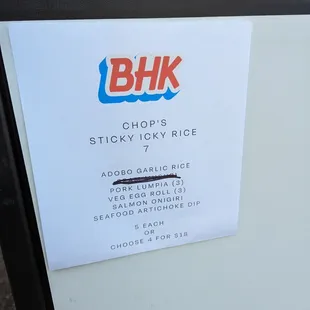 BHK
CHOP'S
STICKY ICKY RICE
7
ADOBO GARLIC RICE
PORK LUMPIA (3)
VEG EGG ROLL (3)
SALMON ONIGIRI
SEAFOOD ARTICHOKE DIP
5 EACH
OR
CHOOSE 4 FOR $18